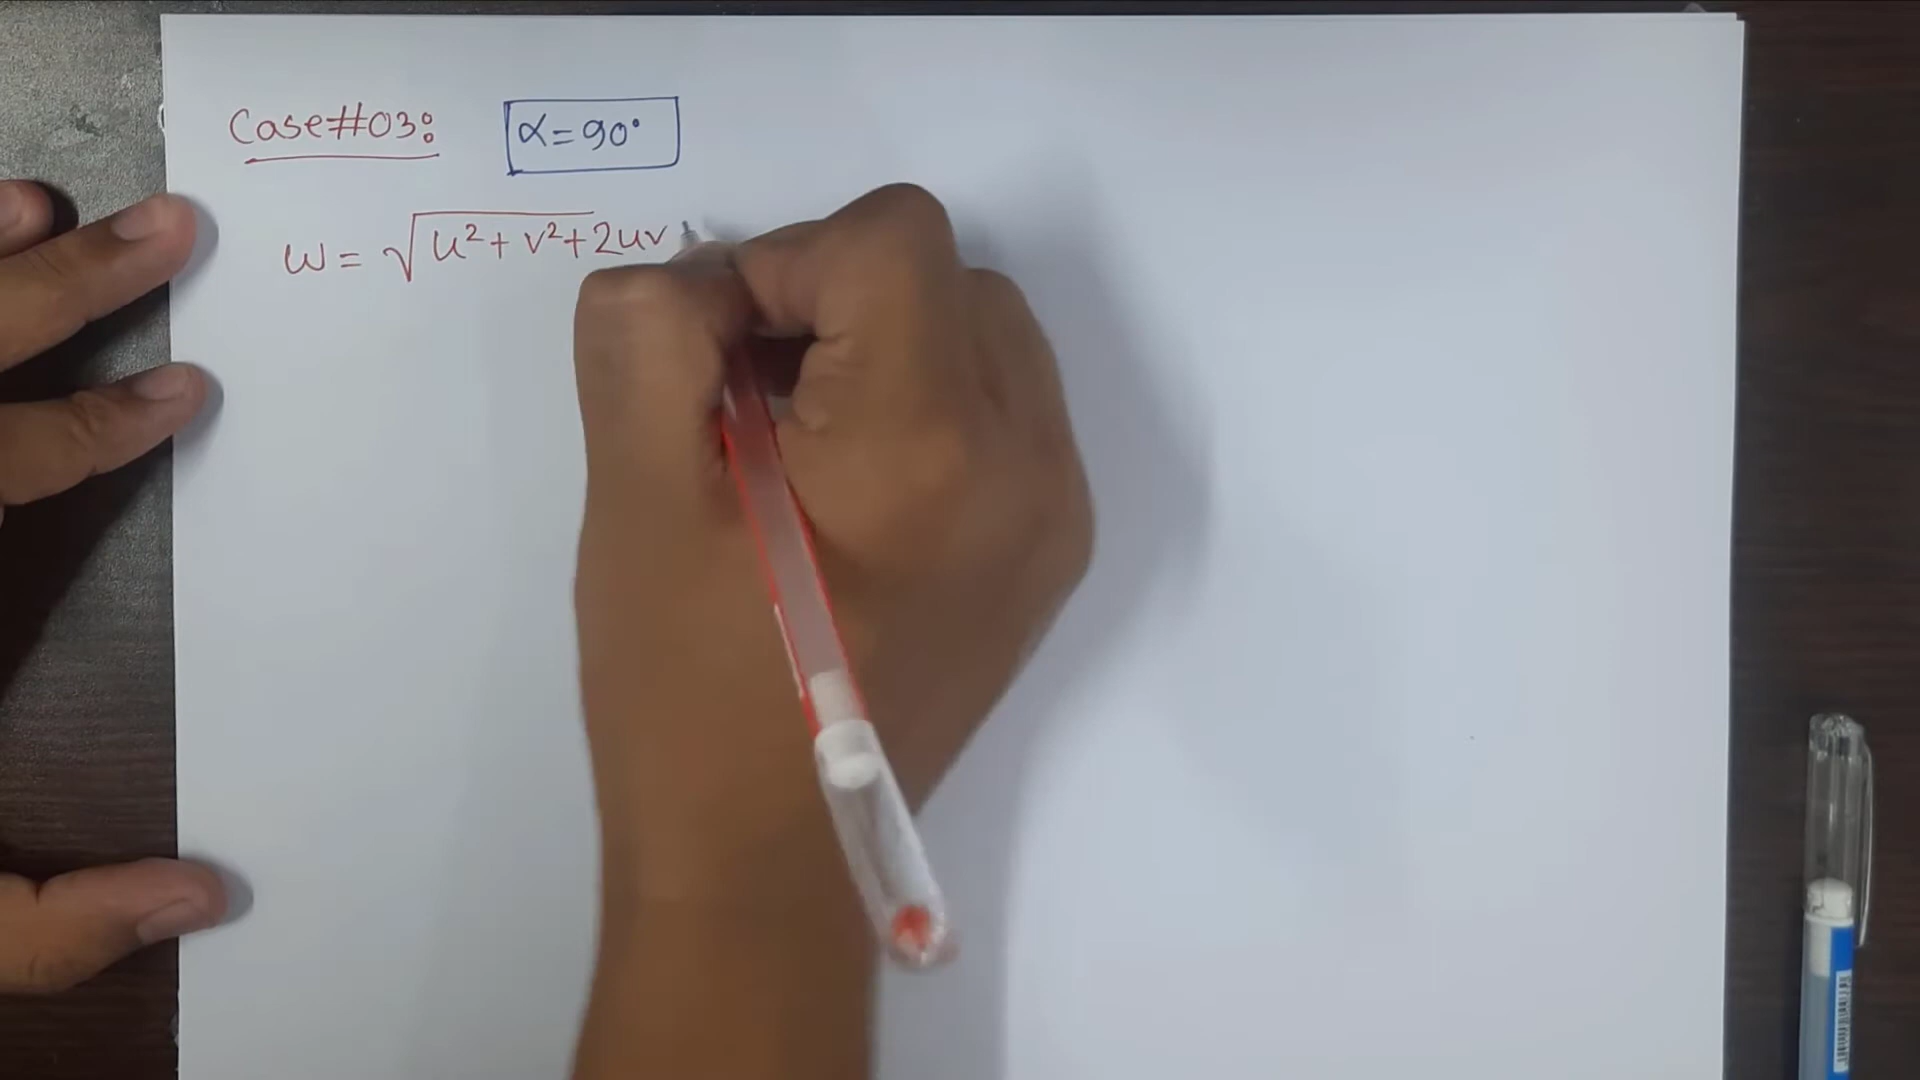 Case#03: α=90°
w = √u²+v²+2uv